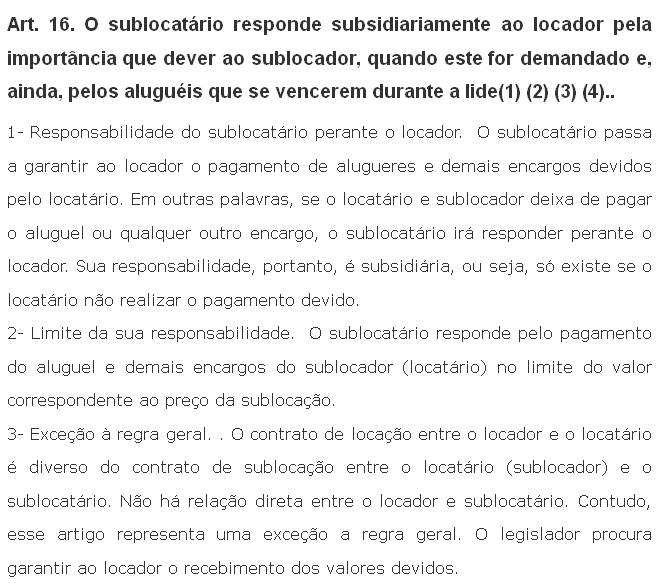 Art. 16. O sublocatário responde subsidiariamente ao locador pela
importância que dever ao sublocador, quando este for demandado e,
ainda, pelos aluguéis que se vencerem durante a lide(1) (2) (3) (4)..
1- Responsabilidade do sublocatário perante o locador. O sublocatário passa
a garantir ao locador o pagamento de alugueres e demais encargos devidos
pelo locatário. Em outras palavras, se o locatário e sublocador deixa de pagar
o aluguel ou qualquer outro encargo, o sublocatário irá responder perante o
locador. Sua responsabilidade, portanto, é subsidiária, ou seja, só existe se o
locatário não realizar o pagamento devido.
2- Limite da sua responsabilidade. O sublocatário responde pelo pagamento
do aluguel e demais encargos do sublocador (locatário) no limite do valor
correspondente ao preço da sublocação.
3- Exceção à regra geral. . O contrato de locação entre o locador e o locatário
é diverso do contrato de sublocação entre o locatário (sublocador) e o
sublocatário. Não há relação direta entre o locador e sublocatário. Contudo,
esse artigo representa uma exceção a regra geral. O legislador procura
garantir ao locador o recebimento dos valores devidos.